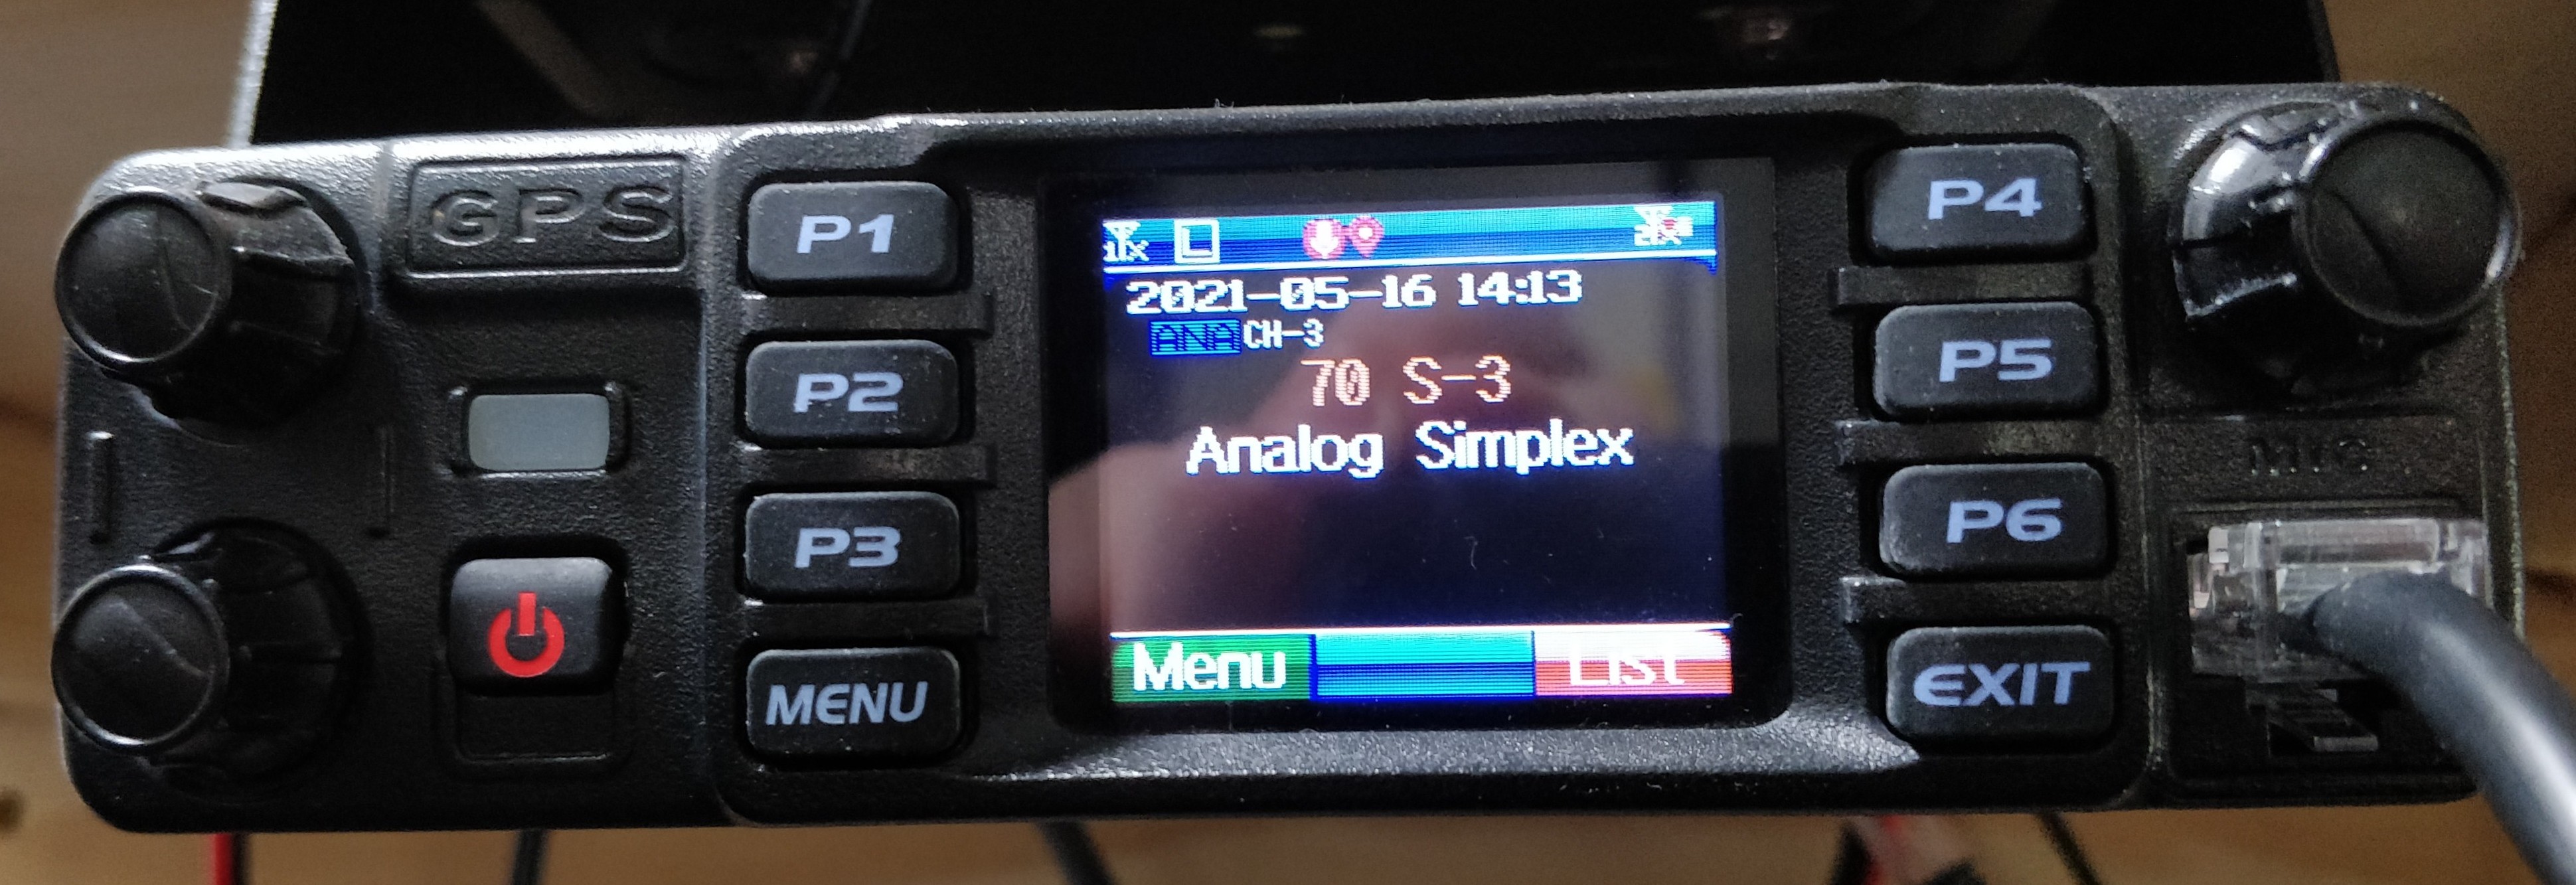 GPS
P1
P2
P3
MENU
L
2021-05-16 14:13
ANA CH-3
70 S-3
Analog Simplex
Menu
List
P4
P5
P6
EXIT
MIC